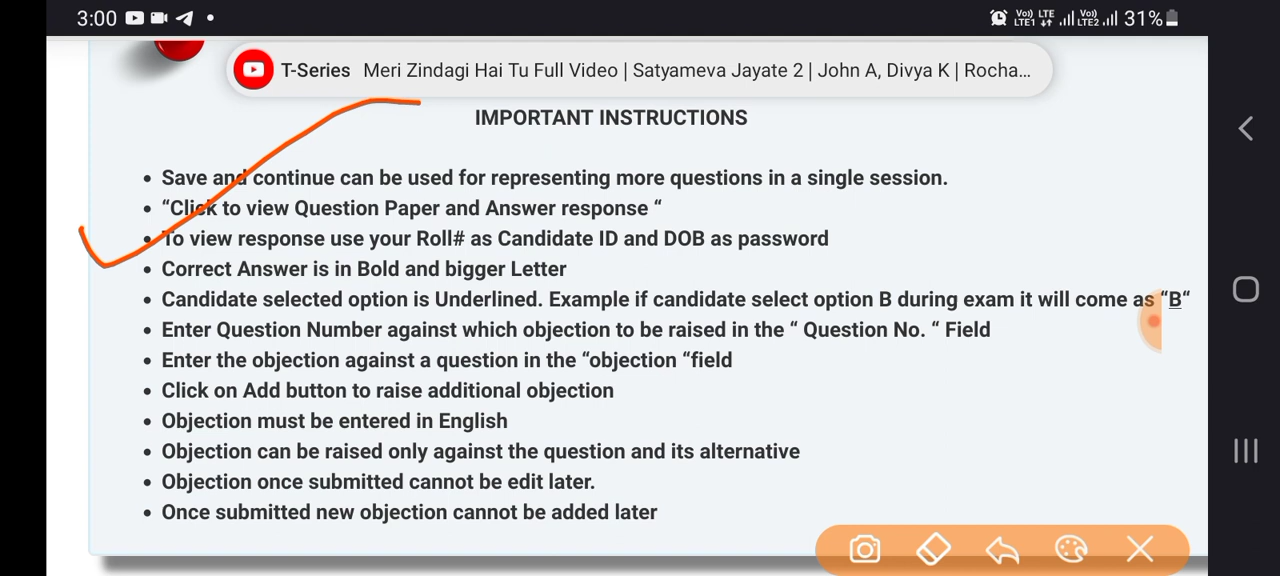 3:00 Vo) LTE1 LTE Vo) LTE2 31%
T-Series Meri Zindagi Hai Tu Full Video | Satyameva Jayate 2 | John A, Divya K | Rocha...
IMPORTANT INSTRUCTIONS
• Save and continue can be used for representing more questions in a single session.
• “Click to view Question Paper and Answer response “
• To view response use your Roll# as Candidate ID and DOB as password
• Correct Answer is in Bold and bigger Letter
• Candidate selected option is Underlined. Example if candidate select option B during exam it will come as “B“
• Enter Question Number against which objection to be raised in the “ Question No. “ Field
• Enter the objection against a question in the “objection “field
• Click on Add button to raise additional objection
• Objection must be entered in English
• Objection can be raised only against the question and its alternative
• Objection once submitted cannot be edit later.
• Once submitted new objection cannot be added later